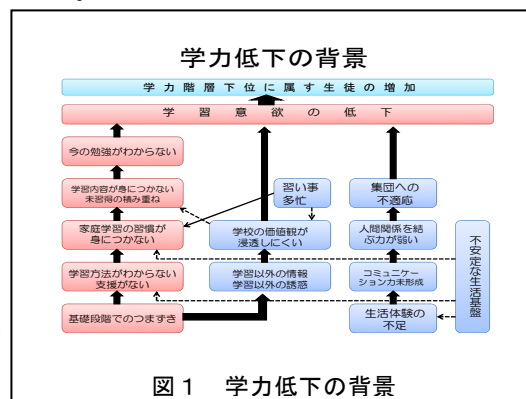 学力低下の背景
学力階層下位に属す生徒の増加
学習意欲の低下
今の勉強がわからない
学習内容が身につかない
未習得の積み重ね
習い事
多忙
集団への
不適応
家庭学習の習慣が
身につかない
学校の価値観が
浸透しにくい
人間関係を結
ぶ力が弱い
不安定な生活基盤
学習方法がわからない
支援がない
学習以外の情報
学習以外の誘惑
コミュニケー
ション力未形成
基礎段階でのつまずき
生活体験の
不足
図1 学力低下の背景